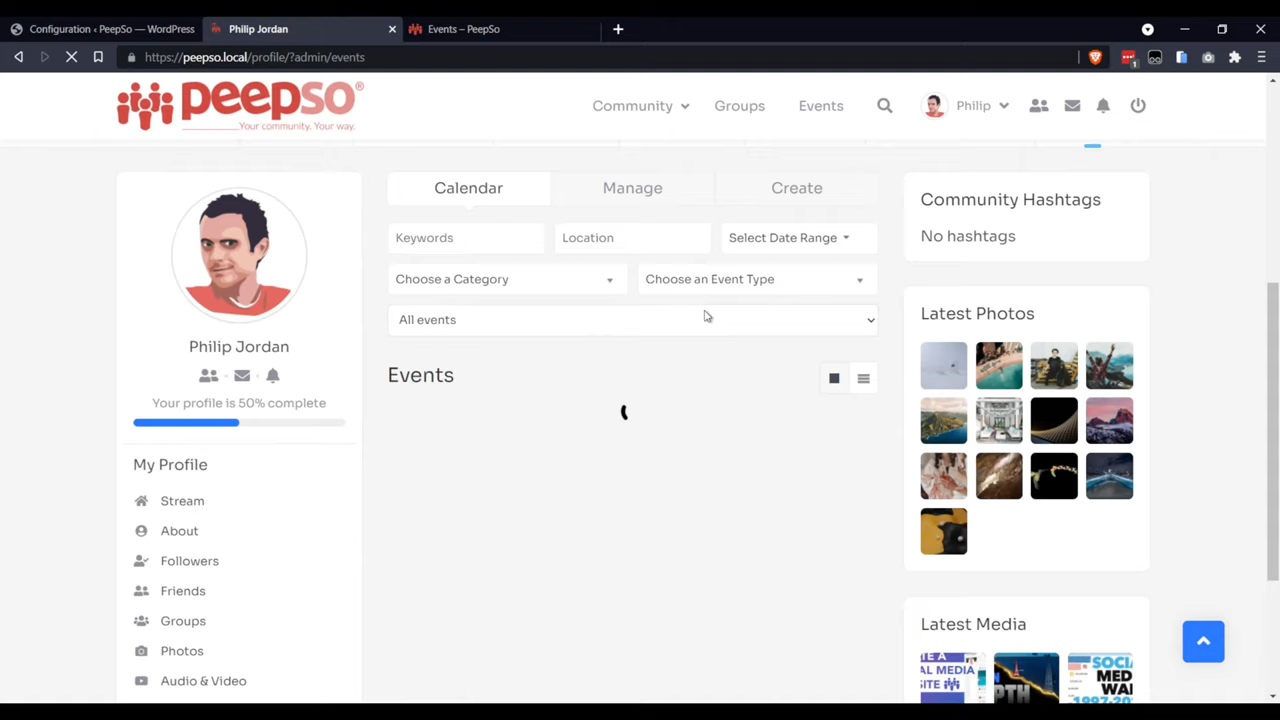 Configuration ‹ PeepSo — WordPress
Philip Jordan
Events – PeepSo
https://peepso.local/profile/?admin/events
1
peepso®
Your community. Your way.
Community
Groups
Events
Philip
Philip Jordan
Your profile is 50% complete
My Profile
Stream
About
Followers
Friends
Groups
Photos
Audio & Video
Calendar
Manage
Create
Keywords
Location
Select Date Range
Choose a Category
Choose an Event Type
All events
Events
Community Hashtags
No hashtags
Latest Photos
Latest Media